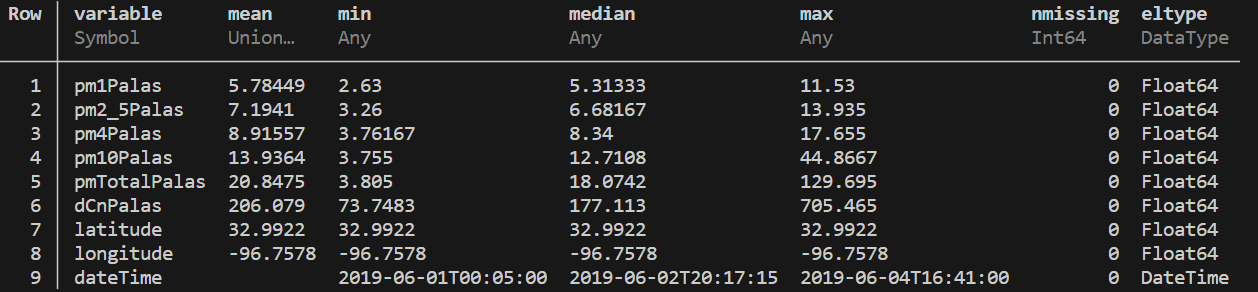 Row variable mean min median max nmissing eltype
Symbol Union… Any Any Any Int64 DataType
1 pm1Palas 5.78449 2.63 5.31333 11.53 0 Float64
2 pm2_5Palas 7.1941 3.26 6.68167 13.935 0 Float64
3 pm4Palas 8.91557 3.76167 8.34 17.655 0 Float64
4 pm10Palas 13.9364 3.755 12.7108 44.8667 0 Float64
5 pmTotalPalas 20.8475 3.805 18.0742 129.695 0 Float64
6 dCnPalas 206.079 73.7483 177.113 705.465 0 Float64
7 latitude 32.9922 32.9922 32.9922 32.9922 0 Float64
8 longitude -96.7578 -96.7578 -96.7578 -96.7578 0 Float64
9 dateTime 2019-06-01T00:05:00 2019-06-02T20:17:15 2019-06-04T16:41:00 0 DateTime